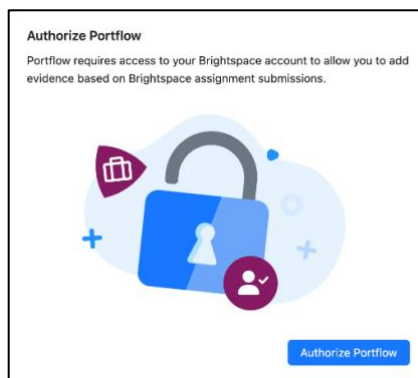 Authorize Portflow
Portflow requires access to your Brightspace account to allow you to add
evidence based on Brightspace assignment submissions.
Authorize Portflow